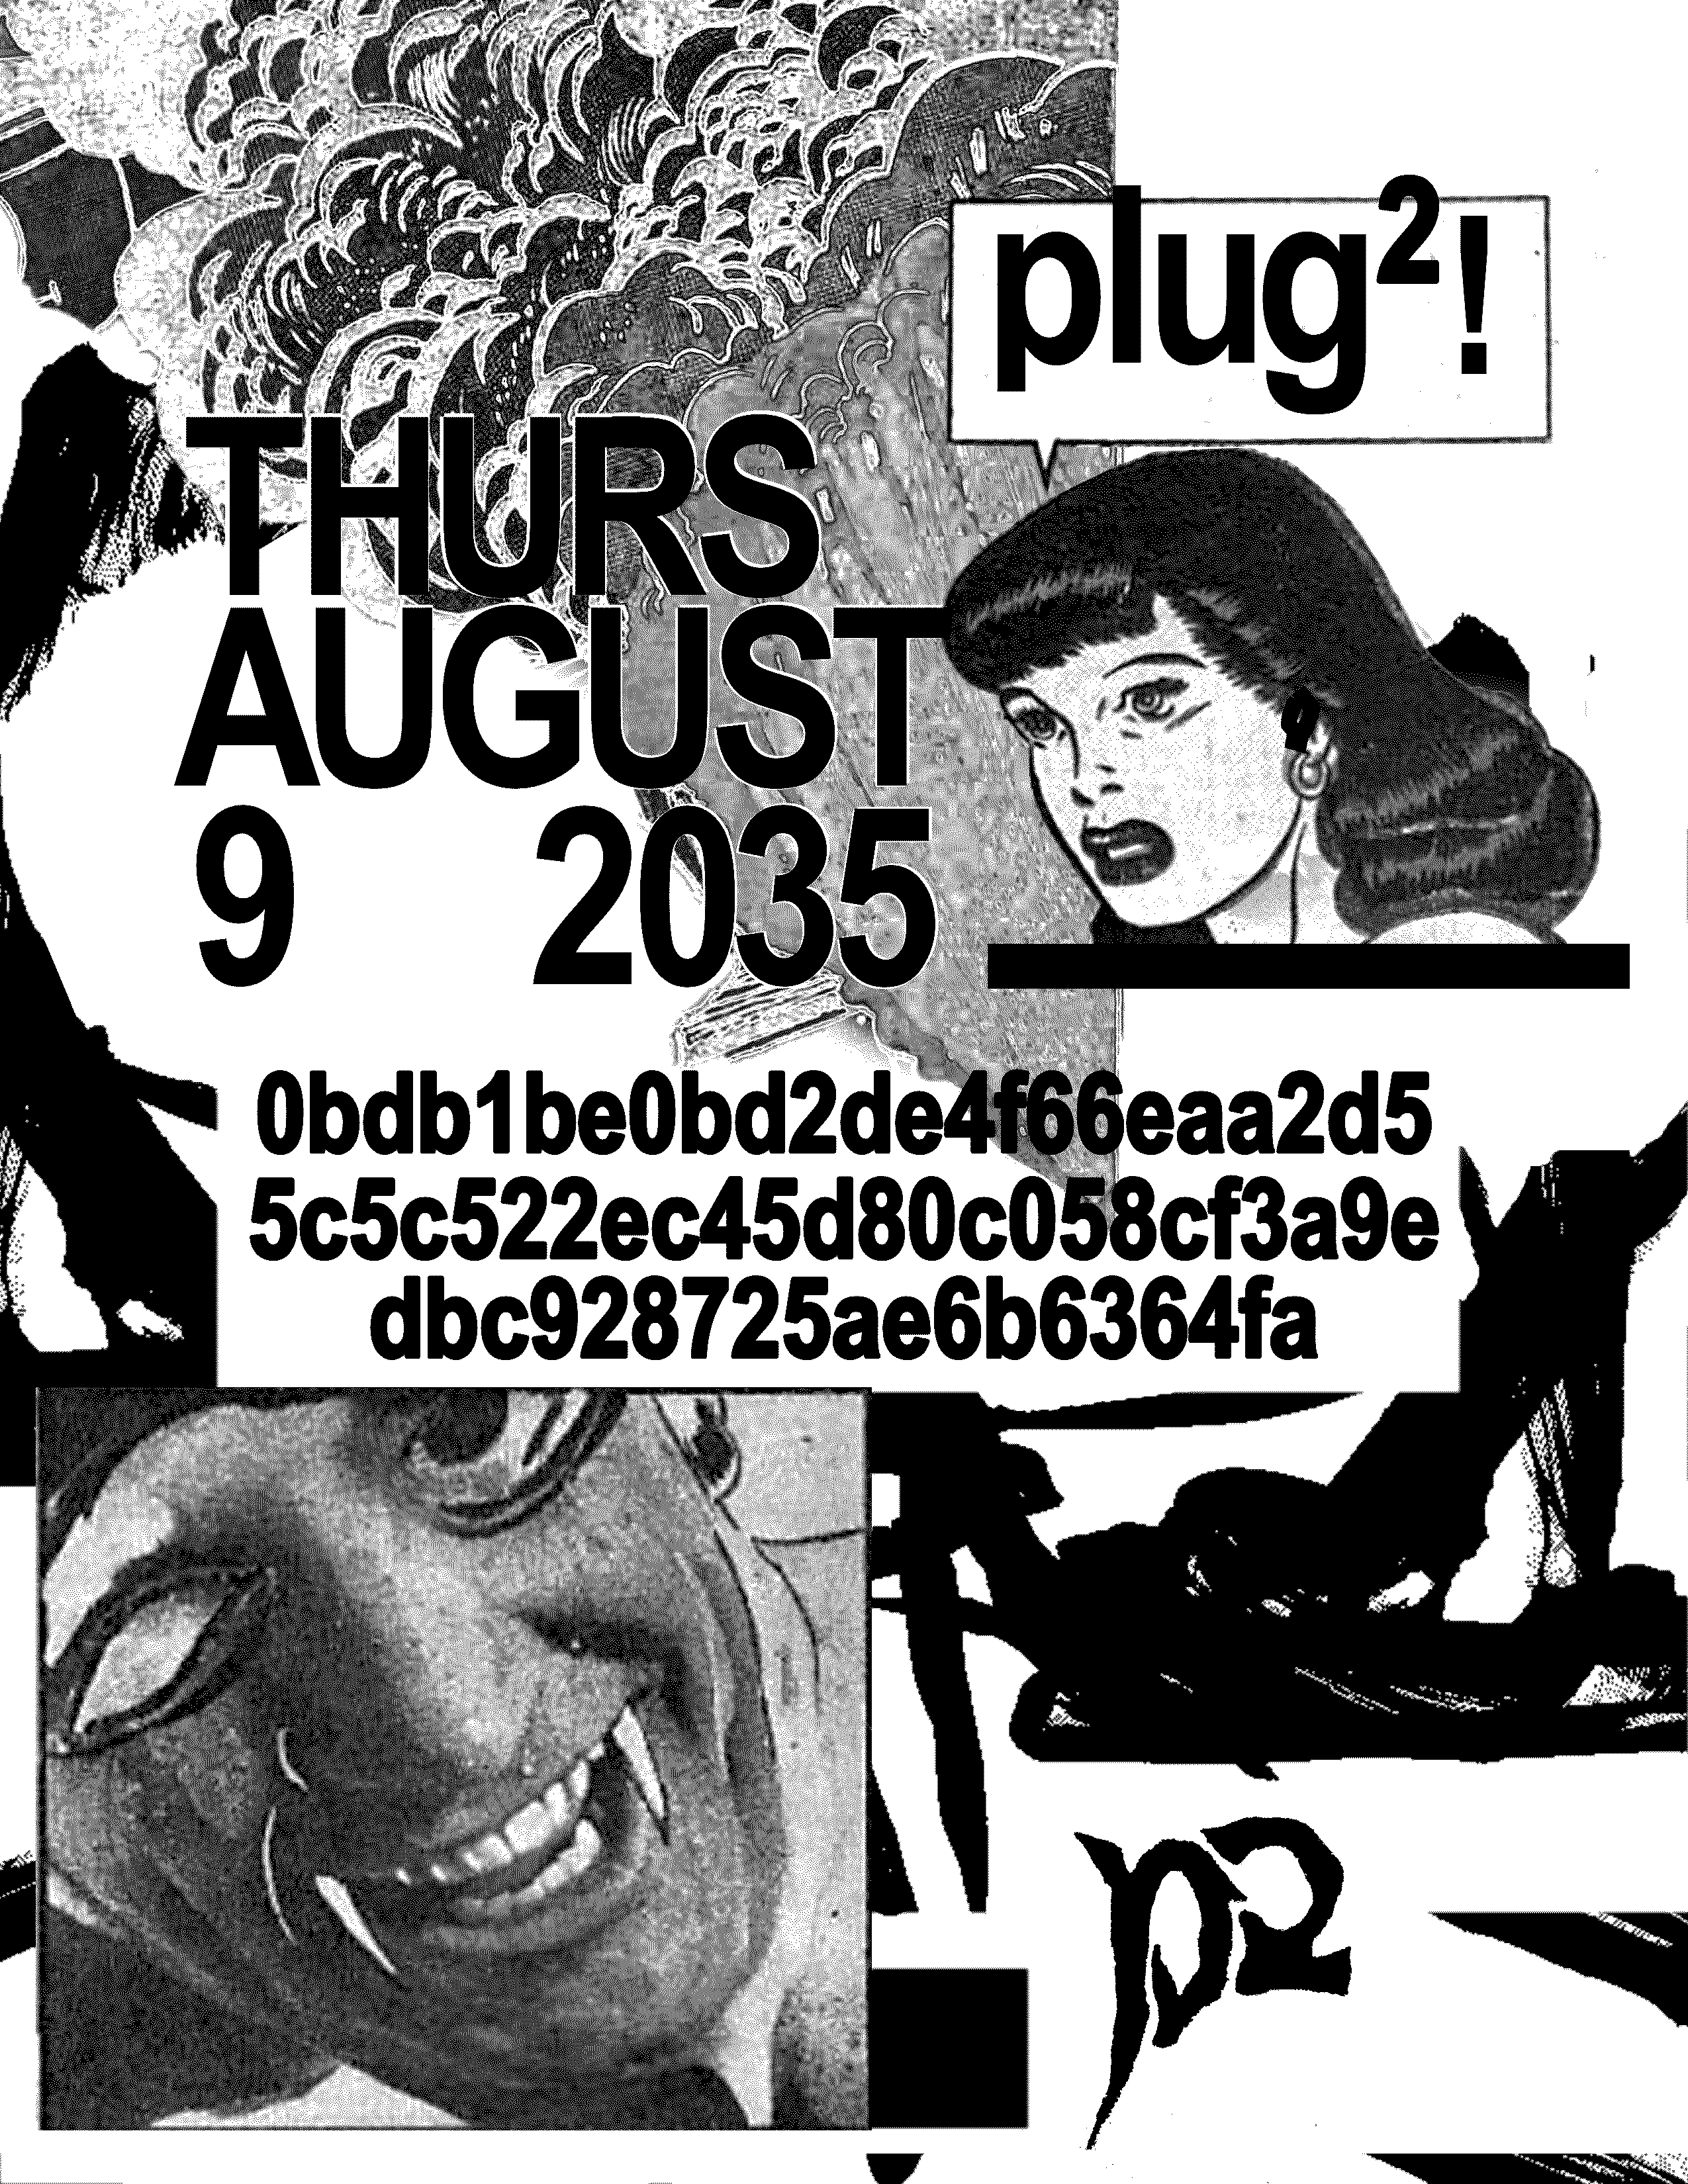 plug²!
THURS
AUGUST
9 2035
0bdb1be0bd2de4f66eaa2d5
5c5c522ec45d80c058cf3a9e
dbc928725ae6b6364fa
p2